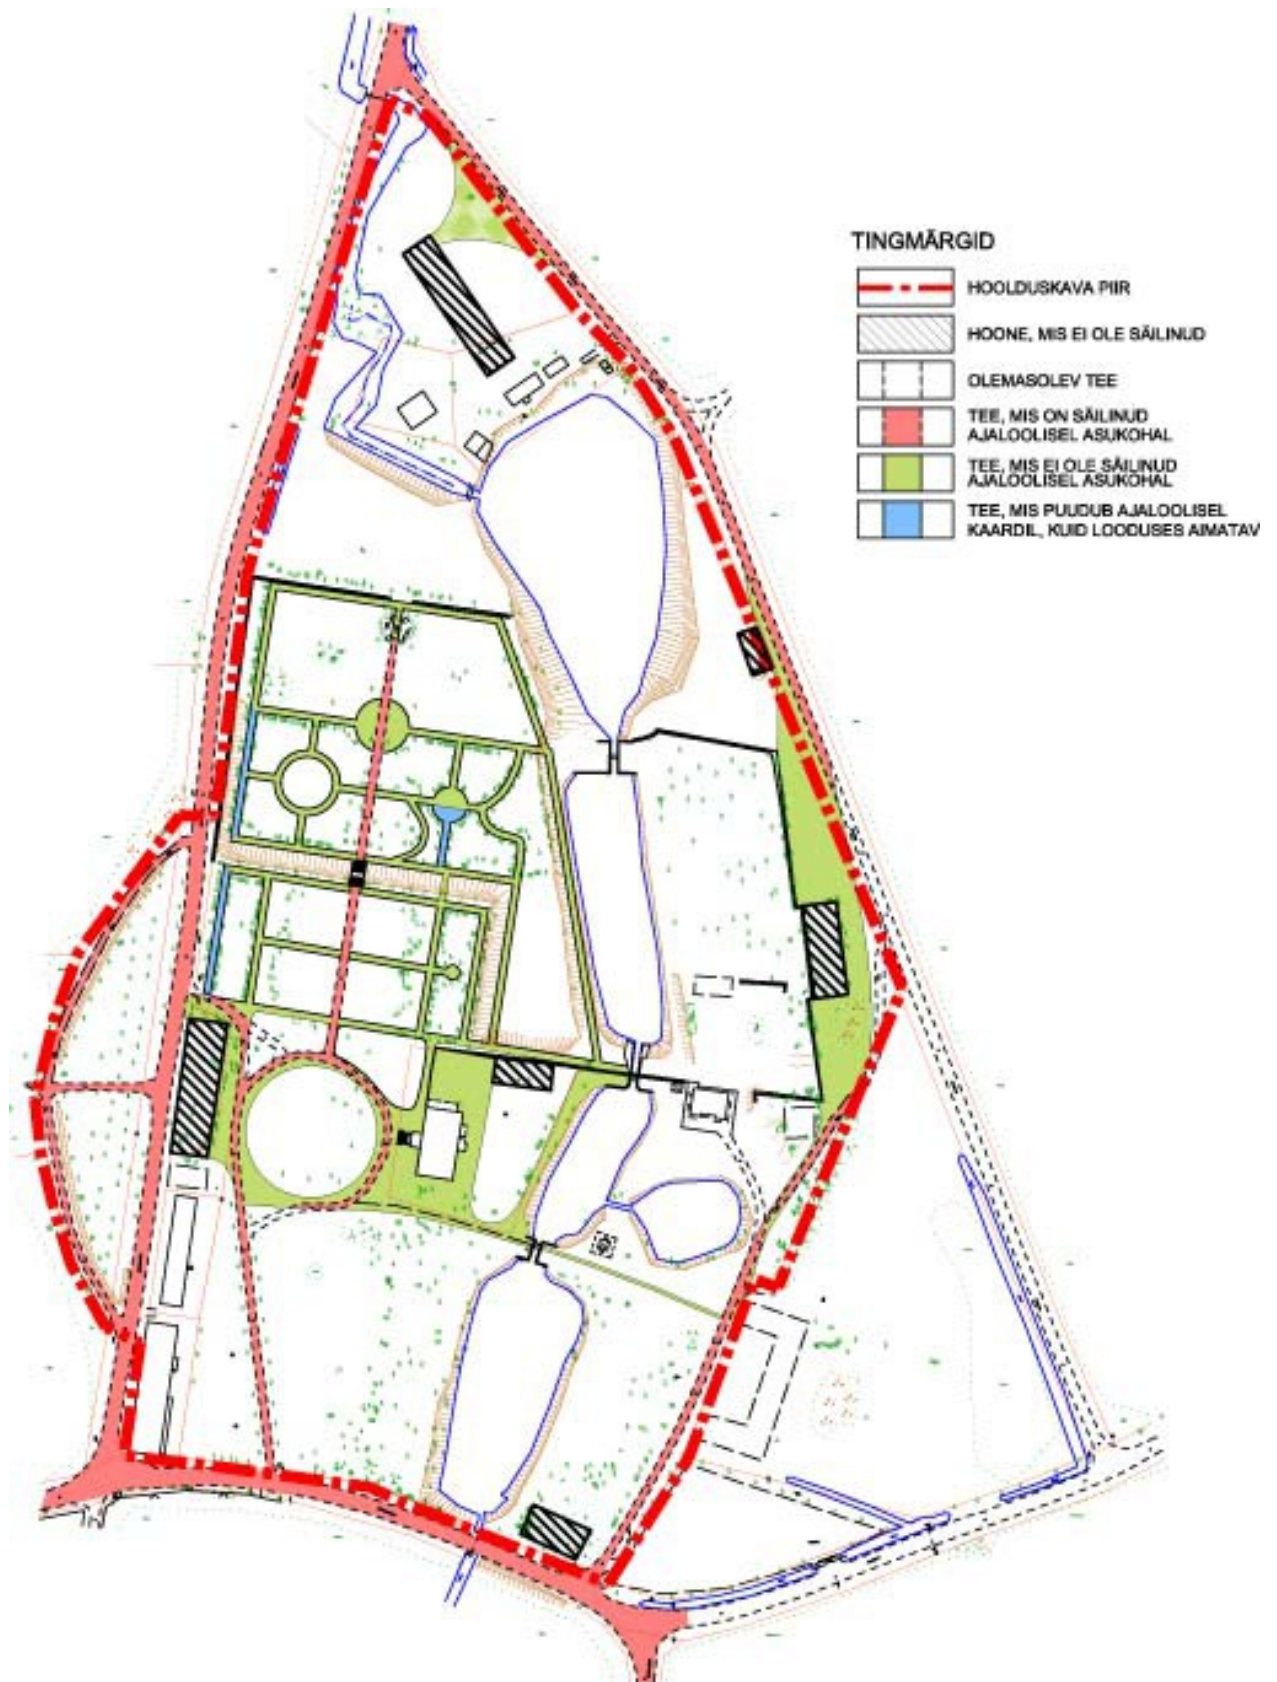 TINGMÄRGID
HOOLDUSKAVA PIIR
HOONE, MIS EI OLE SÄILINUD
OLEMASOLEV TEE
TEE, MIS ON SÄILINUD
AJALOOLISEL ASUKOHAL
TEE, MIS EI OLE SÄILINUD
AJALOOLISEL ASUKOHAL
TEE, MIS PUUDUB AJALOOLISEL
KAARDIL, KUID LOODUSES AIMATAV